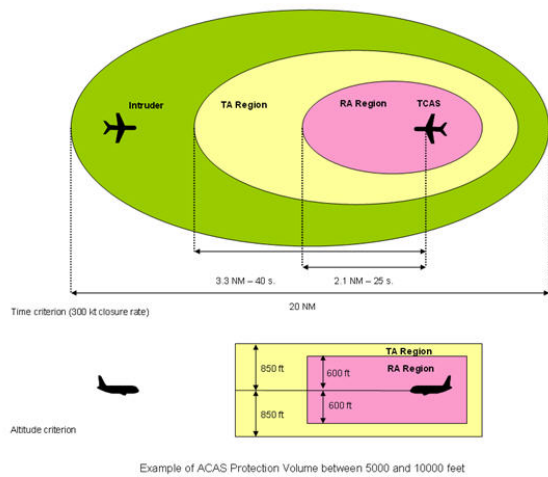 Intruder
TA Region
RA Region
TCAS
3.3 NM – 40 s.
2.1 NM – 25 s.
20 NM
Time criterion (300 kt closure rate)
TA Region
RA Region
850 ft
600 ft
850 ft
600 ft
Altitude criterion
Example of ACAS Protection Volume between 5000 and 10000 feet